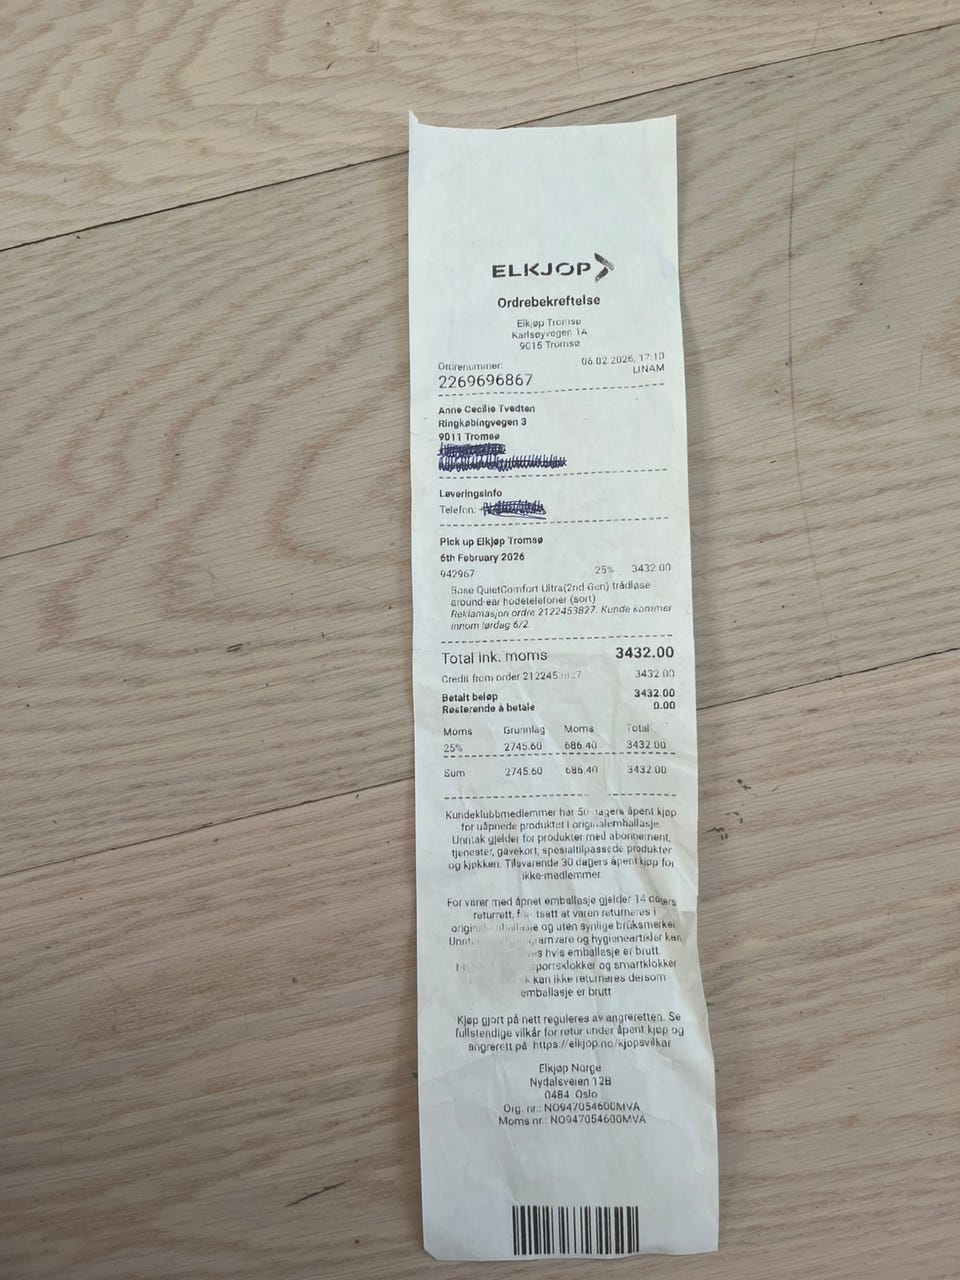 ELKJØP
Ordrebekreftelse
Elkjøp Tromsø
Karlsøyvegen 1A
9015 Tromsø
Ordrenummer: 06.02.2026, 17:10
2269696867 LINAM
Anne Cecilie Tvedten
Ringkøbingvegen 3
9011 Tromsø
Leveringsinfo
Telefon:
Pick up Elkjøp Tromsø
6th February 2026
942967 25% 3432.00
Bose QuietComfort Ultra(2nd Gen) trådløse
around-ear hodetelefoner (sort)
Reklamasjon ordre 2122453827. Kunde kommer
innom lørdag 6/2.
Total ink. moms 3432.00
Credit from order 3432.00
Betalt beløp 3432.00
Resterende å betale 0.00
Moms Grunnlag Moms Total
25% 2745.60 686.40 3432.00
Sum 2745.60 686.40 3432.00
Kundeklubbmedlemmer har åpent kjøp
for uåpnede produktet i originalemballasje.
Unntak gjelder for produkter med abonnement,
tjenester, gavekort, spesialtilpassede produkter
og kjøkken. Tilsvarende 30 dagers åpent kjøp for
ikke-medlemmer.
For varer med åpnet emballasje gjelder 14 dagers
returrett, at varen returneres i
og uten synlige bruksmerker
og hygieneartikler kan
hvis emballasje er brutt.
sportsklokker og smartklokker
kan ikke returneres dersom
emballasje er brutt
Kjøp gjort på nett reguleres av angreretten. Se
fullstendige vilkår for retur under åpent kjøp og
angrerett på https://elkjop.no/kjopsvilkar
Elkjøp Norge
Nydalsveien 12B
0484 Oslo
Org. nr.: NO947054600MVA
Moms nr.: NO947054600MVA